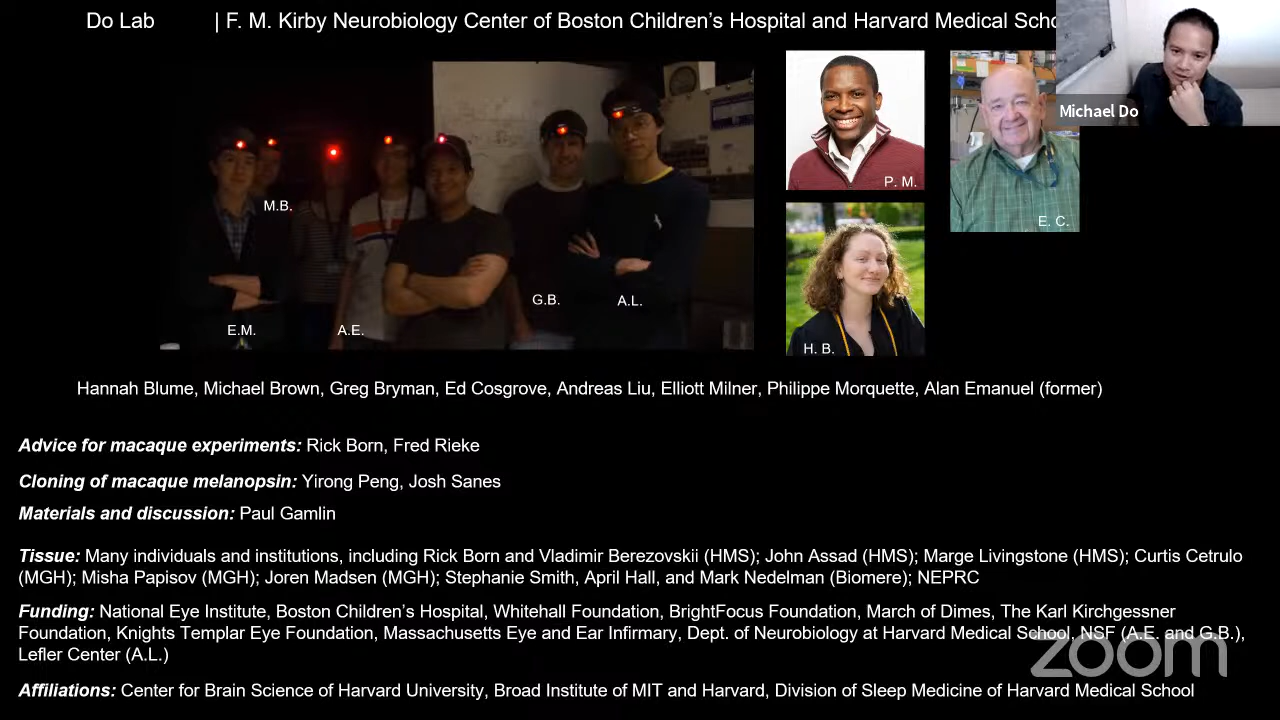 Do Lab | F. M. Kirby Neurobiology Center of Boston Children’s Hospital and Harvard Medical
Michael Do
P. M.
E. C.
M.B.
G.B.
A.L.
E.M.
A.E.
H. B.
Hannah Blume, Michael Brown, Greg Bryman, Ed Cosgrove, Andreas Liu, Elliott Milner, Philippe Morquette, Alan Emanuel (former)
Advice for macaque experiments: Rick Born, Fred Rieke
Cloning of macaque melanopsin: Yirong Peng, Josh Sanes
Materials and discussion: Paul Gamlin
Tissue: Many individuals and institutions, including Rick Born and Vladimir Berezovskii (HMS); John Assad (HMS); Marge Livingstone (HMS); Curtis Cetrulo
(MGH); Misha Papisov (MGH); Joren Madsen (MGH); Stephanie Smith, April Hall, and Mark Nedelman (Biomere); NEPRC
Funding: National Eye Institute, Boston Children’s Hospital, Whitehall Foundation, BrightFocus Foundation, March of Dimes, The Karl Kirchgessner
Foundation, Knights Templar Eye Foundation, Massachusetts Eye and Ear Infirmary, Dept. of Neurobiology at Harvard Medical School, NSF (A.E. and G.B.),
Lefler Center (A.L.)
zoom
Affiliations: Center for Brain Science of Harvard University, Broad Institute of MIT and Harvard, Division of Sleep Medicine of Harvard Medical School